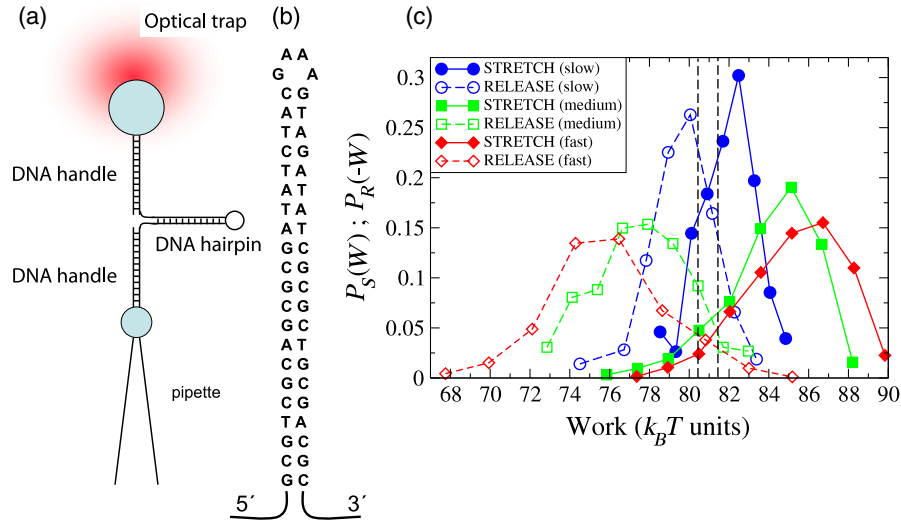 (a)
Optical trap
DNA handle
DNA hairpin
DNA handle
pipette
(b)
A A
G A
C G
A T
T A
C G
A T
T A
A T
T A
G C
C G
G C
C G
G C
A T
C G
G C
C G
T A
G C
C G
G C
5´ 3´
(c)
STRETCH (slow)
RELEASE (slow)
STRETCH (medium)
RELEASE (medium)
STRETCH (fast)
RELEASE (fast)
0.3
0.25
0.2
0.15
0.1
0.05
0
P_S(W) ; P_R(-W)
68 70 72 74 76 78 80 82 84 86 88 90
Work (k_BT units)